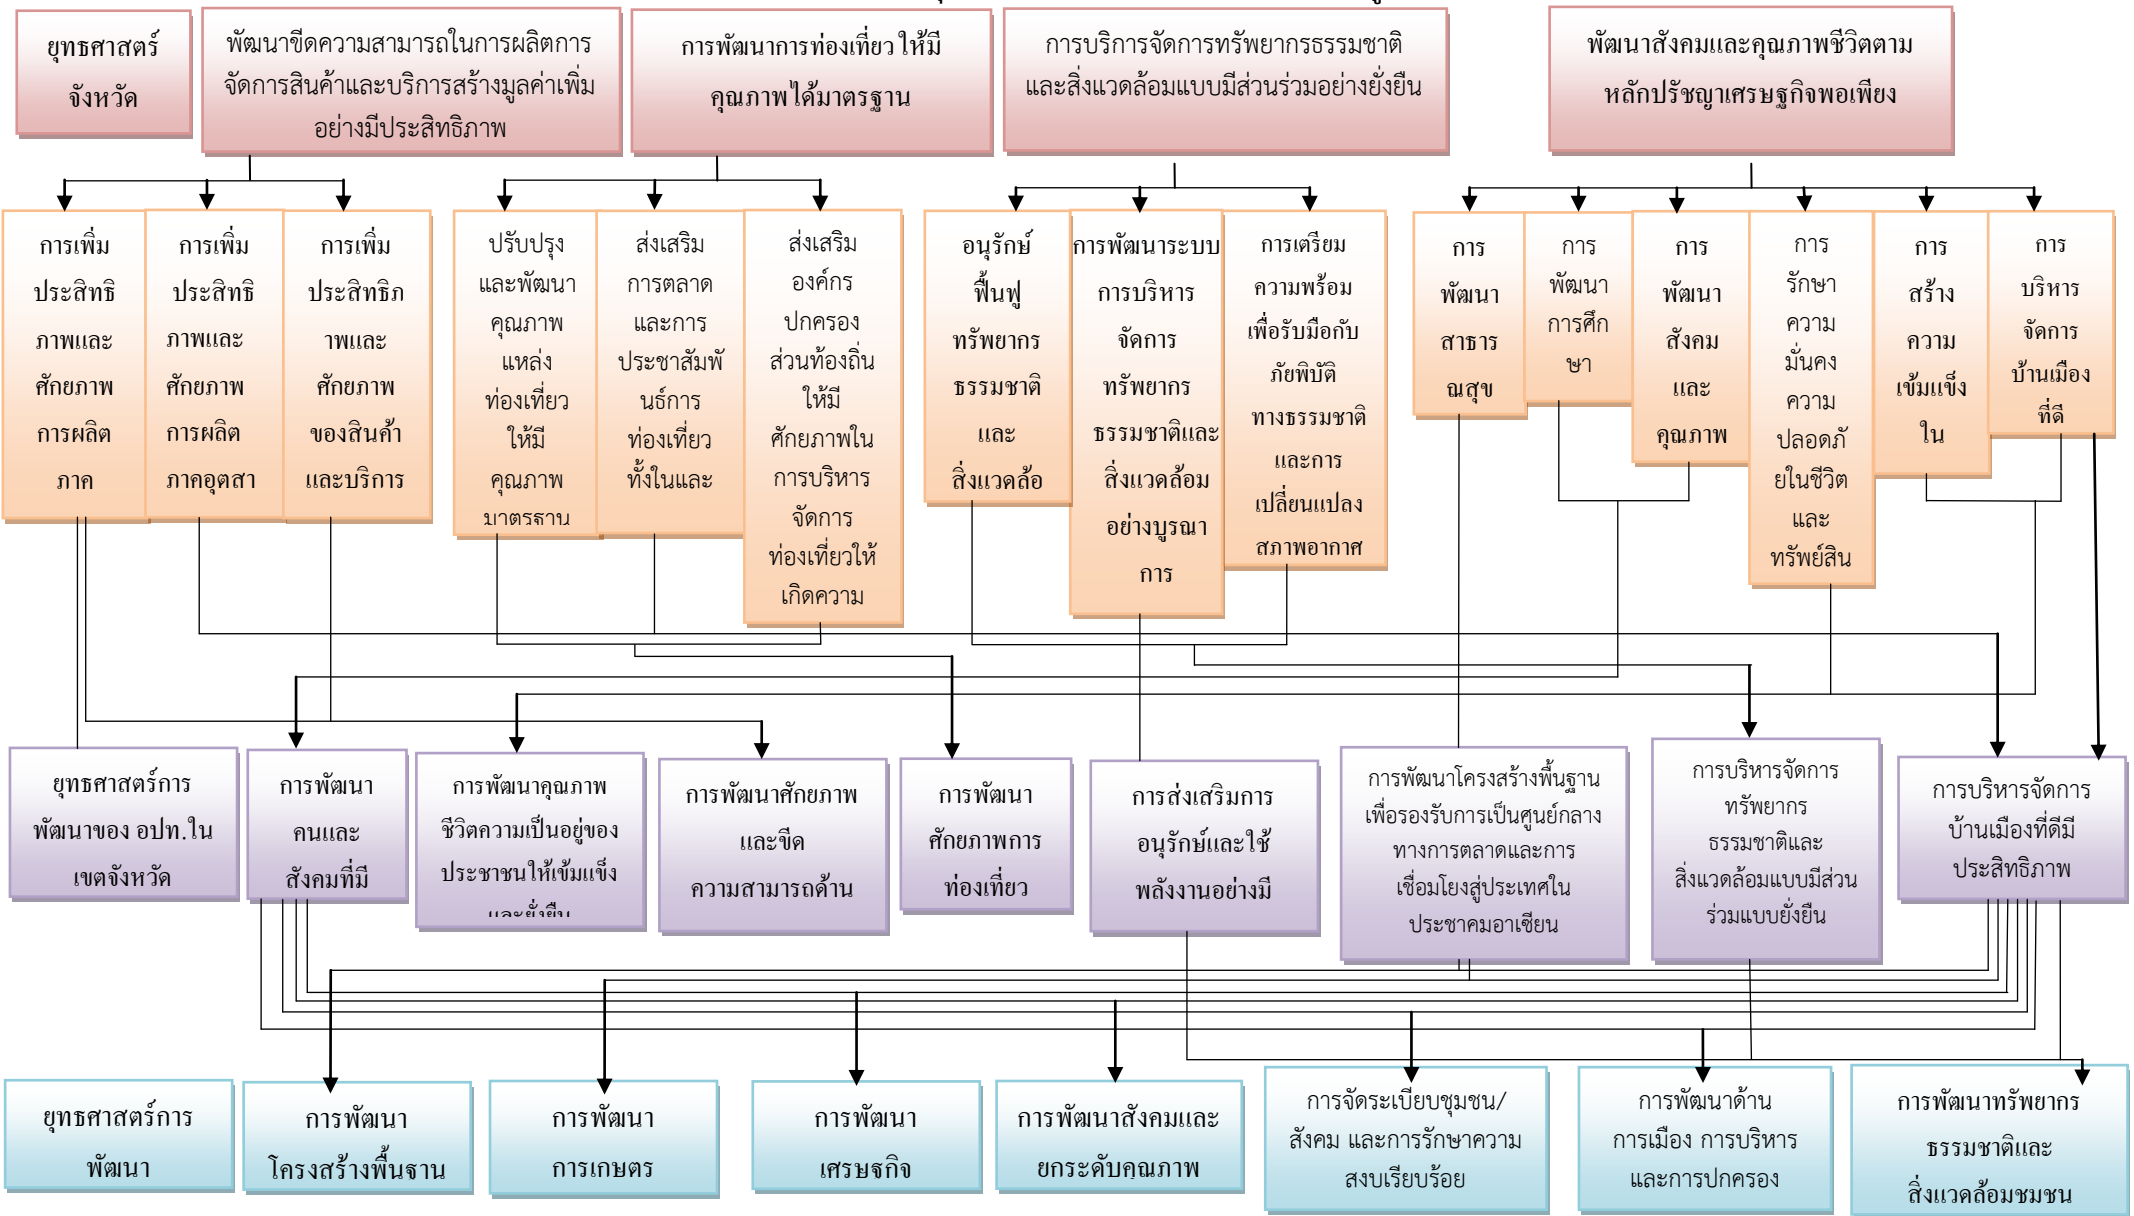 ยุทธศาสตร์
จังหวัด
พัฒนาขีดความสามารถในการผลิตการ
จัดการสินค้าและบริการสร้างมูลค่าเพิ่ม
อย่างมีประสิทธิภาพ
การพัฒนาการท่องเที่ยว ให้มี
คุณภาพได้มาตรฐาน
การบริการจัดการทรัพยากรธรรมชาติ
และสิ่งแวดล้อมแบบมีส่วนร่วมอย่างยั่งยืน
พัฒนาสังคมและคุณภาพชีวิตตาม
หลักปรัชญาเศรษฐกิจพอเพียง
การเพิ่ม
ประสิทธิ
ภาพและ
ศักยภาพ
การผลิต
ภาค
การเพิ่ม
ประสิทธิ
ภาพและ
ศักยภาพ
การผลิต
ภาคอุตสา
การเพิ่ม
ประสิทธิภ
าพและ
ศักยภาพ
ของสินค้า
และบริการ
ปรับปรุง
และพัฒนา
คุณภาพ
แหล่ง
ท่องเที่ยว
ให้มี
คุณภาพ
มาตรฐาน
ส่งเสริม
การตลาด
และการ
ประชาสัมพั
นธ์การ
ท่องเที่ยว
ทั้งในและ
ส่งเสริม
องค์กร
ปกครอง
ส่วนท้องถิ่น
ให้มี
ศักยภาพใน
การบริหาร
จัดการ
ท่องเที่ยวให้
เกิดความ
อนุรักษ์
ฟื้นฟู
ทรัพยากร
ธรรมชาติ
และ
สิ่งแวดล้อ
การพัฒนาระบบ
การบริหาร
จัดการ
ทรัพยากร
ธรรมชาติและ
สิ่งแวดล้อม
อย่างบูรณา
การ
การเตรียม
ความพร้อม
เพื่อรับมือกับ
ภัยพิบัติ
ทางธรรมชาติ
และการ
เปลี่ยนแปลง
สภาพอากาศ
การ
พัฒนา
สาธาร
ณสุข
การ
พัฒนา
การศึก
ษา
การ
พัฒนา
สังคม
และ
คุณภาพ
การ
รักษา
ความ
มั่นคง
ความ
ปลอดภั
ยในชีวิต
และ
ทรัพย์สิน
การ
สร้าง
ความ
เข้มแข็ง
ใน
การ
บริหาร
จัดการ
บ้านเมือง
ที่ดี
ยุทธศาสตร์การ
พัฒนาของ อปท.ใน
เขตจังหวัด
การพัฒนา
คนและ
สังคมที่มี
การพัฒนาคุณภาพ
ชีวิตความเป็นอยู่ของ
ประชาชนให้เข้มแข็ง
และยั่งยืน
การพัฒนาศักยภาพ
และขีด
ความสามารถด้าน
การพัฒนา
ศักยภาพการ
ท่องเที่ยว
การส่งเสริมการ
อนุรักษ์และใช้
พลังงานอย่างมี
การพัฒนาโครงสร้างพื้นฐาน
เพื่อรองรับการเป็นศูนย์กลาง
ทางการตลาดและการ
เชื่อมโยงสู่ประเทศใน
ประชาคมอาเซียน
การบริหารจัดการ
ทรัพยากร
ธรรมชาติและ
สิ่งแวดล้อมแบบมีส่วน
ร่วมแบบยั่งยืน
การบริหารจัดการ
บ้านเมืองที่ดีมี
ประสิทธิภาพ
ยุทธศาสตร์การ
พัฒนา
การพัฒนา
โครงสร้างพื้นฐาน
การพัฒนา
การเกษตร
การพัฒนา
เศรษฐกิจ
การพัฒนาสังคมและ
ยกระดับคุณภาพ
การจัดระเบียบชุมชน/
สังคม และการรักษาความ
สงบเรียบร้อย
การพัฒนาด้าน
การเมือง การบริหาร
และการปกครอง
การพัฒนาทรัพยากร
ธรรมชาติและ
สิ่งแวดล้อมชุมชน